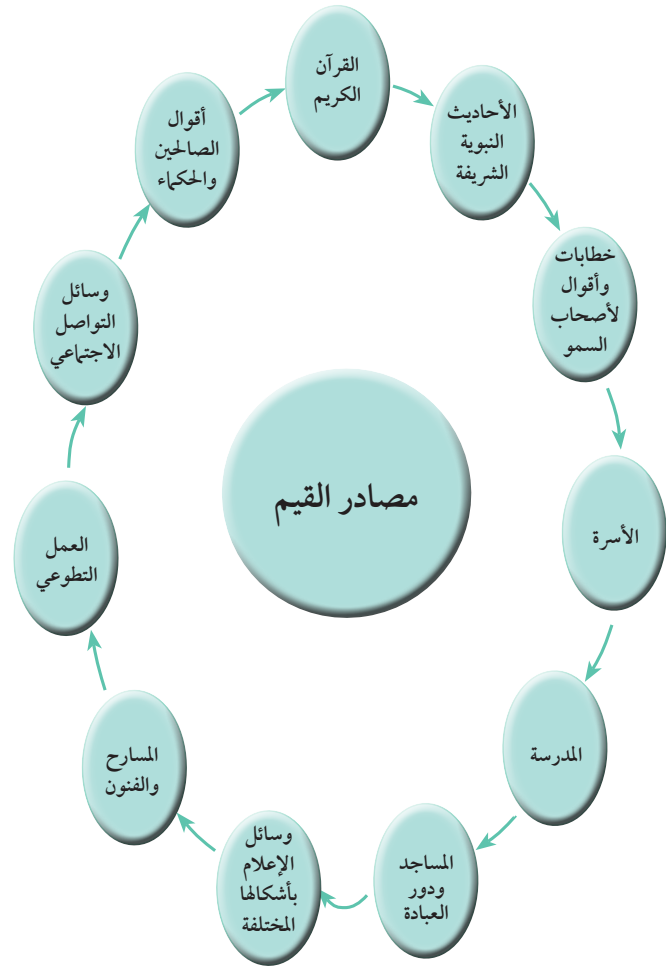 القرآن
الكريم
الأحاديث
النبوية
الشريفة
خطابات
وأقوال
لأصحاب
السمو
الأسرة
المدرسة
المساجد
ودور
العبادة
وسائل
الإعلام
بأشكالها
المختلفة
المسارح
والفنون
العمل
التطوعي
وسائل
التواصل
الاجتماعي
أقوال
الصالحين
والحكماء
مصادر القيم